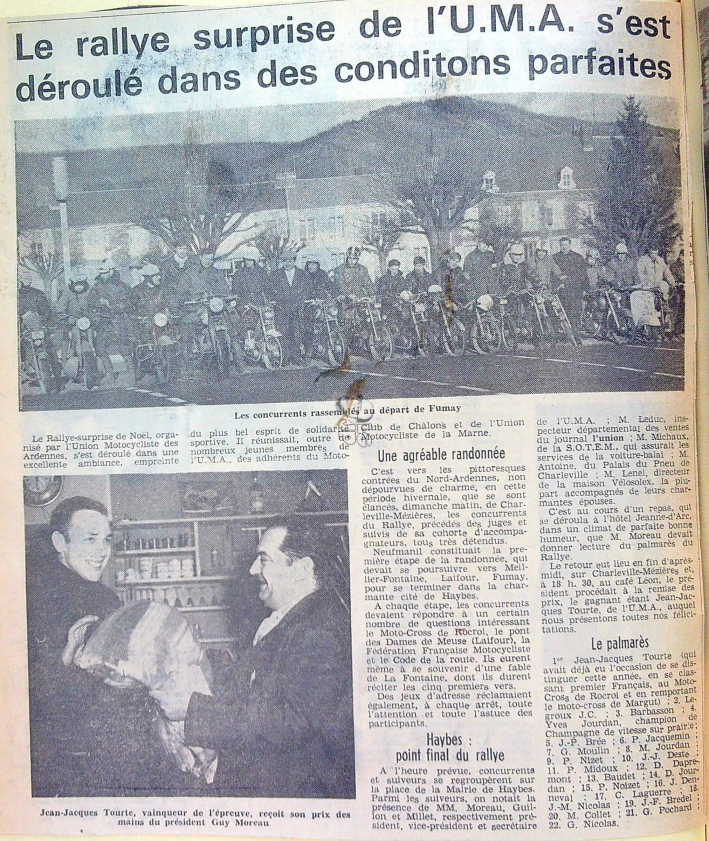 Le rallye surprise de l'U.M.A. s'est
déroulé dans des conditons parfaites
Les concurrents rassemblés au départ de Fumay
Le Rallye-surprise de Noël, orga-
nisé par l'Union Motocycliste des
Ardennes, s'est déroulé dans une
excellente ambiance, empreinte
du plus bel esprit de solidarité
sportive. Il réunissait, outre de
nombreux jeunes membres de
l'U.M.A., des adhérents du Moto-
Club de Châlons et de l'Union
Motocycliste de la Marne.
Une agréable randonnée
C'est vers les pittoresques
contrées du Nord-Ardennes, non
dépourvues de charme, en cette
période hivernale, que se sont
élancés, dimanche matin, de Char-
leville-Mézières, les concurrents
du Rallye, précédés des juges et
suivis de sa cohorte d'accompa-
gnateurs, tous très détendus.
Neufmanil constituait la pre-
mière étape de la randonnée, qui
devait se poursuivre vers Meil-
lier-Fontaine, Laifour, Fumay,
pour se terminer dans la char-
mante cité de Haybes.
A chaque étape, les concurrents
devaient répondre à un certain
nombre de questions intéressant
le Moto-Cross de Rocroi, le pont
des Dames de Meuse (Laifour), la
Fédération Française Motocycliste
et le Code de la route. Ils eurent
même à se souvenir d'une fable
de La Fontaine, dont ils durent
réciter les cinq premiers vers.
Des jeux d'adresse réclamaient
également, à chaque arrêt, toute
l'attention et toute l'astuce des
participants.
Haybes :
point final du rallye
A l'heure prévue, concurrents
et suiveurs se regroupèrent sur
la place de la Mairie de Haybes.
Parmi les suiveurs, on notait la
présence de MM. Moreau, Guil-
lon et Millet, respectivement pré-
sident, vice-président et secrétaire
de l'U.M.A. ; M. Leduc, ins-
pecteur départemental des ventes
du journal l'union ; M. Michaux,
de la S.O.T.E.M., qui assurait les
services de la voiture-balai ; M.
Antoine, du Palais du Pneu de
Charleville ; M. Lenel, directeur
de la maison Vélosolex, la plu-
part accompagnés de leurs char-
mantes épouses.
C'est au cours d'un repas, qui
se déroula à l'hôtel Jeanne-d'Arc,
dans un climat de parfaite bonne
humeur, que M. Moreau devait
donner lecture du palmarès du
Rallye.
Le retour eut lieu en fin d'après-
midi, sur Charleville-Mézières et,
à 18 h. 30, au café Léon, le pré-
sident procédait à la remise des
prix, le gagnant étant Jean-Jac-
ques Tourte, de l'U.M.A., auquel
nous présentons toutes nos félici-
tations.
Le palmarès
1er Jean-Jacques Tourte (qui
avait déjà eu l'occasion de se dis-
tinguer cette année, en se clas-
sant premier Français, au Moto-
Cross de Rocroi et en remportant
le moto-cross de Margut) ; 2. Le-
groux J.C. ; 3. Barbasson ; 4.
Yves Jourdan, champion de
Champagne de vitesse sur prairie ;
5. J.-P. Brée ; 6. P. Jacquemin ;
7. G. Moulin ; 8. M. Jourdan ;
9. P. Nizet ; 10. J.-J. Deste ;
11. P. Midoux ; 12. D. Dapre-
mont ; 13. Baudet ; 14. D. Jour-
dan ; 15. P. Noizet ; 16. J. Den-
neval ; 17. C. Laguerre ; 18.
J.-M. Nicolas ; 19. J.-F. Bredel ;
20. M. Collet ; 21. G. Pochard ;
22. G. Nicolas.
Jean-Jacques Tourte, vainqueur de l'épreuve, reçoit son prix des
mains du président Guy Moreau